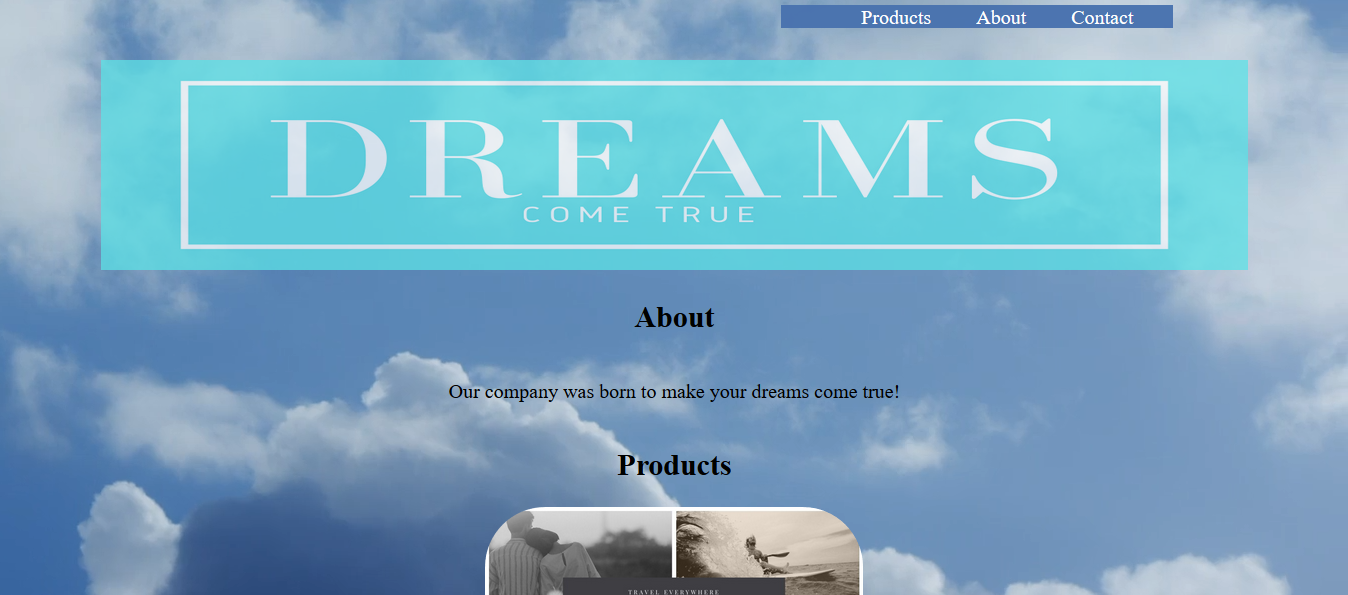 Products About Contact
DREAMS
COME TRUE
About
Our company was born to make your dreams come true!
Products
TRAVEL EVERYWHERE